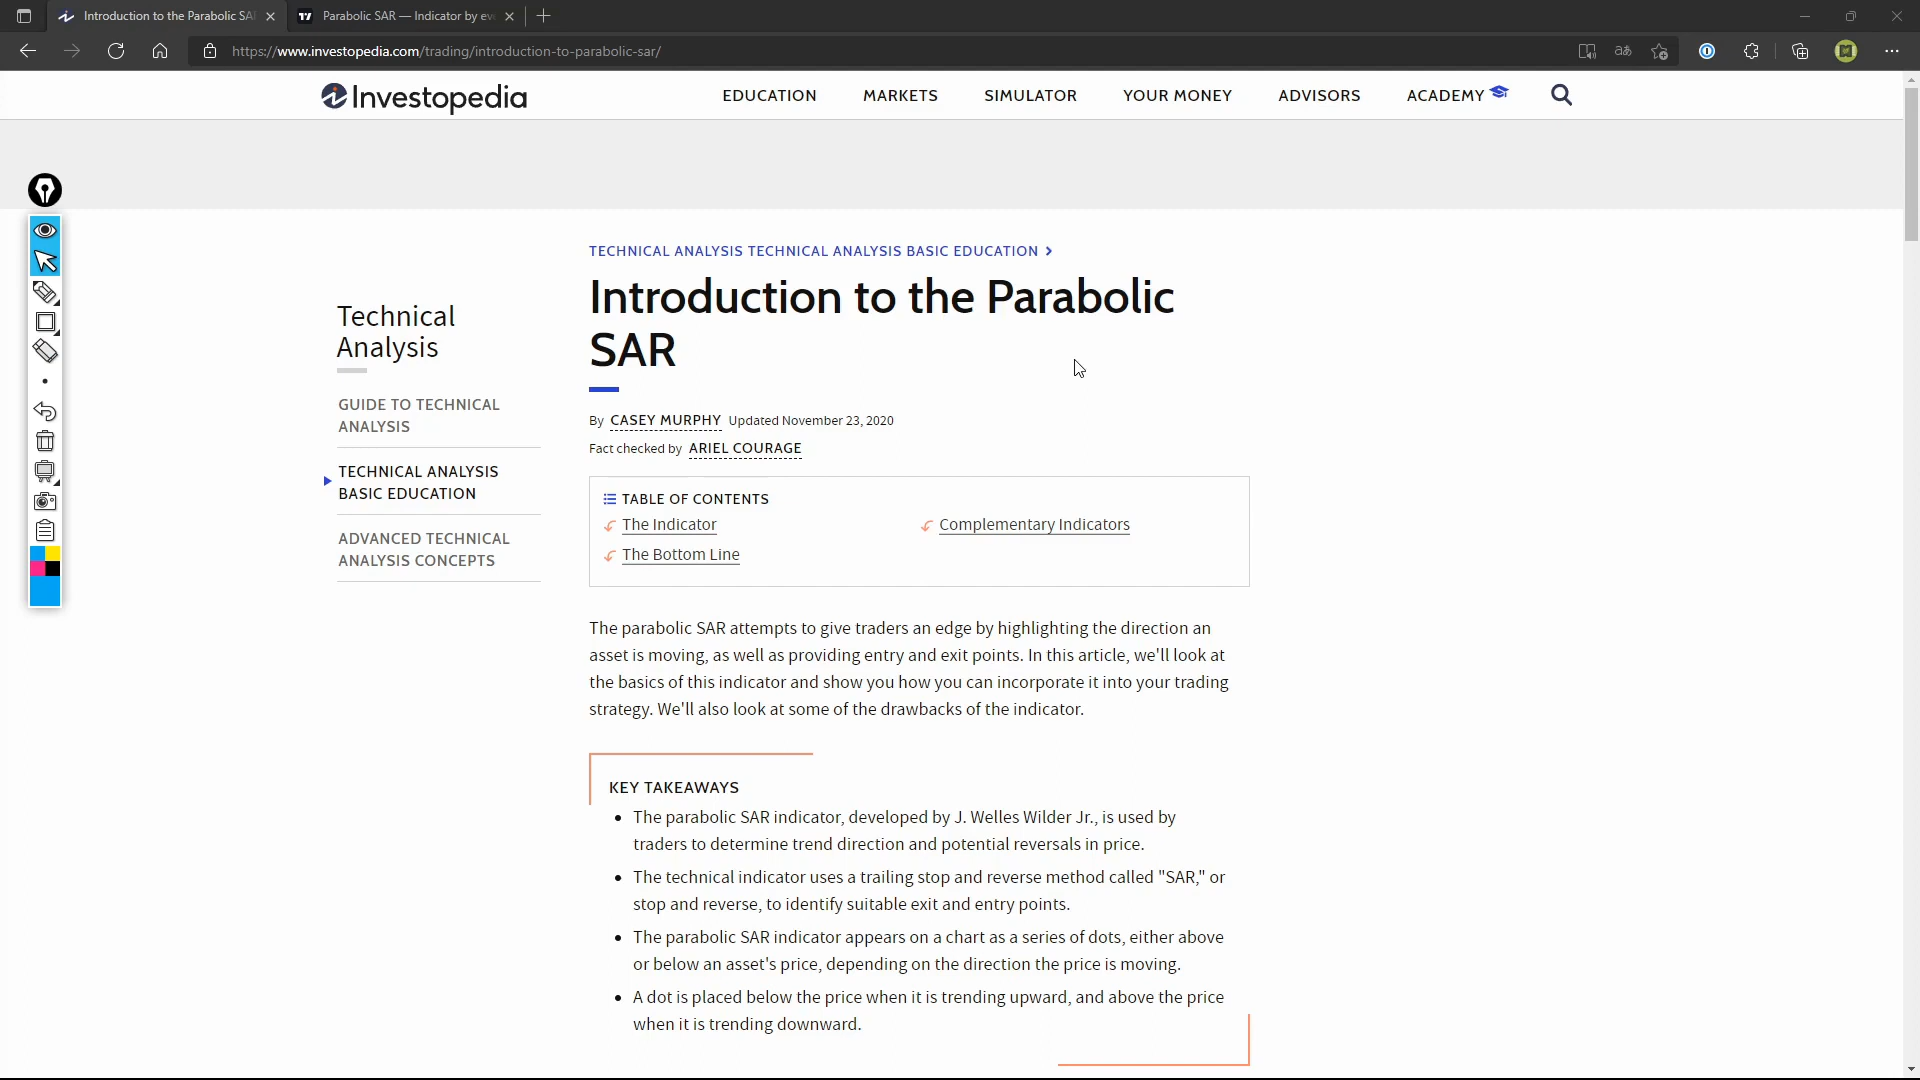 Introduction to the Parabolic SA
Parabolic SAR — Indicator by ev
https://www.investopedia.com/trading/introduction-to-parabolic-sar/
Investopedia
EDUCATION
MARKETS
SIMULATOR
YOUR MONEY
ADVISORS
ACADEMY
TECHNICAL ANALYSIS TECHNICAL ANALYSIS BASIC EDUCATION >
Introduction to the Parabolic
SAR
Technical
Analysis
GUIDE TO TECHNICAL
ANALYSIS
TECHNICAL ANALYSIS
BASIC EDUCATION
ADVANCED TECHNICAL
ANALYSIS CONCEPTS
By CASEY MURPHY Updated November 23, 2020
Fact checked by ARIEL COURAGE
TABLE OF CONTENTS
The Indicator
Complementary Indicators
The Bottom Line
The parabolic SAR attempts to give traders an edge by highlighting the direction an
asset is moving, as well as providing entry and exit points. In this article, we'll look at
the basics of this indicator and show you how you can incorporate it into your trading
strategy. We'll also look at some of the drawbacks of the indicator.
KEY TAKEAWAYS
• The parabolic SAR indicator, developed by J. Welles Wilder Jr., is used by
traders to determine trend direction and potential reversals in price.
• The technical indicator uses a trailing stop and reverse method called "SAR," or
stop and reverse, to identify suitable exit and entry points.
• The parabolic SAR indicator appears on a chart as a series of dots, either above
or below an asset's price, depending on the direction the price is moving.
• A dot is placed below the price when it is trending upward, and above the price
when it is trending downward.